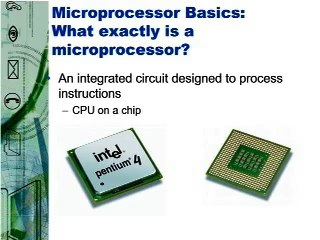 Microprocessor Basics:
What exactly is a
microprocessor?
An integrated circuit designed to process
instructions
– CPU on a chip
intel
pentium 4